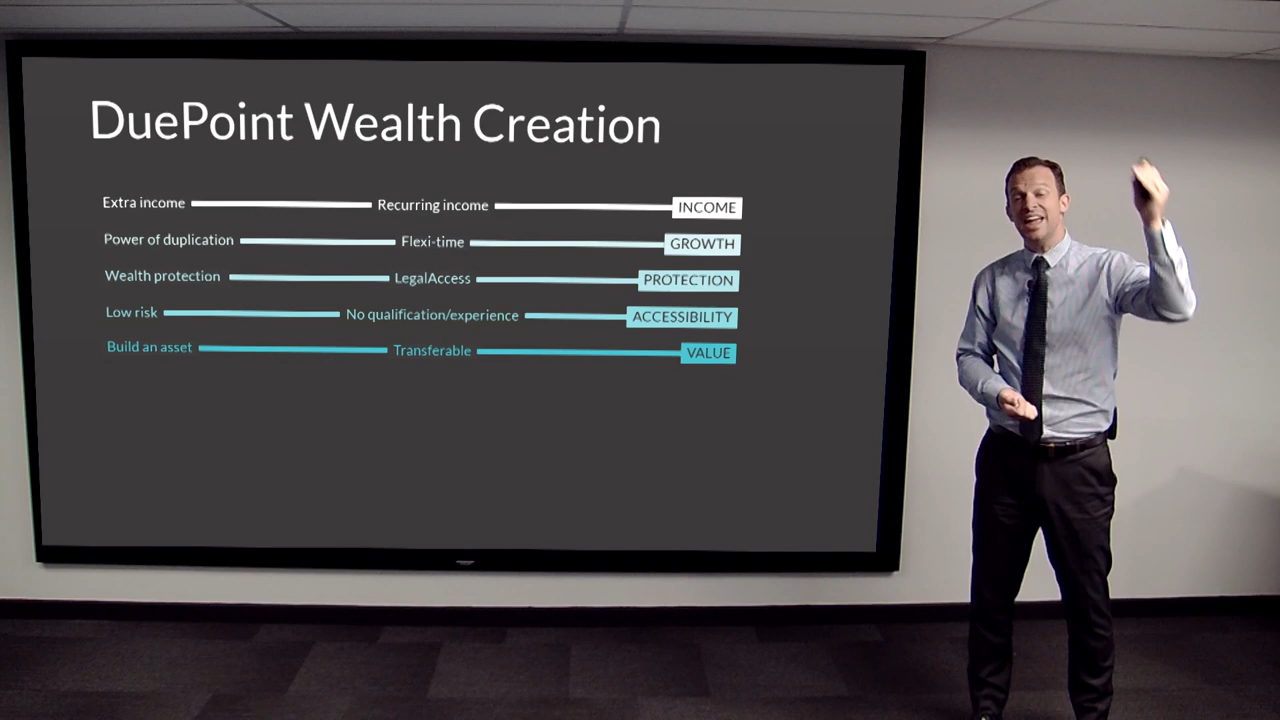 DuePoint Wealth Creation
Extra income Recurring income INCOME
Power of duplication Flexi-time GROWTH
Wealth protection LegalAccess PROTECTION
Low risk No qualification/experience ACCESSIBILITY
Build an asset Transferable VALUE